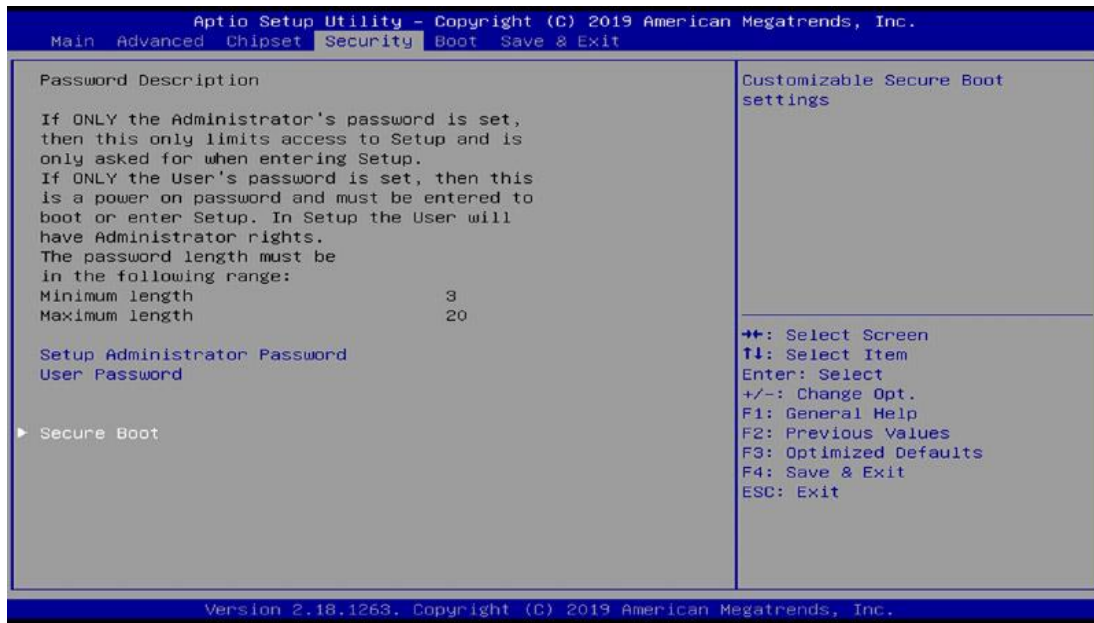 Aptio Setup Utility – Copyright (C) 2019 American Megatrends, Inc.
Main Advanced Chipset Security Boot Save & Exit
Password Description
If ONLY the Administrator's password is set,
then this only limits access to Setup and is
only asked for when entering Setup.
If ONLY the User's password is set, then this
is a power on password and must be entered to
boot or enter Setup. In Setup the User will
have Administrator rights.
The password length must be
in the following range:
Minimum length 3
Maximum length 20
Setup Administrator Password
User Password
► Secure Boot
Customizable Secure Boot
settings
→←: Select Screen
↑↓: Select Item
Enter: Select
+/-: Change Opt.
F1: General Help
F2: Previous Values
F3: Optimized Defaults
F4: Save & Exit
ESC: Exit
Version 2.18.1263. Copyright (C) 2019 American Megatrends, Inc.